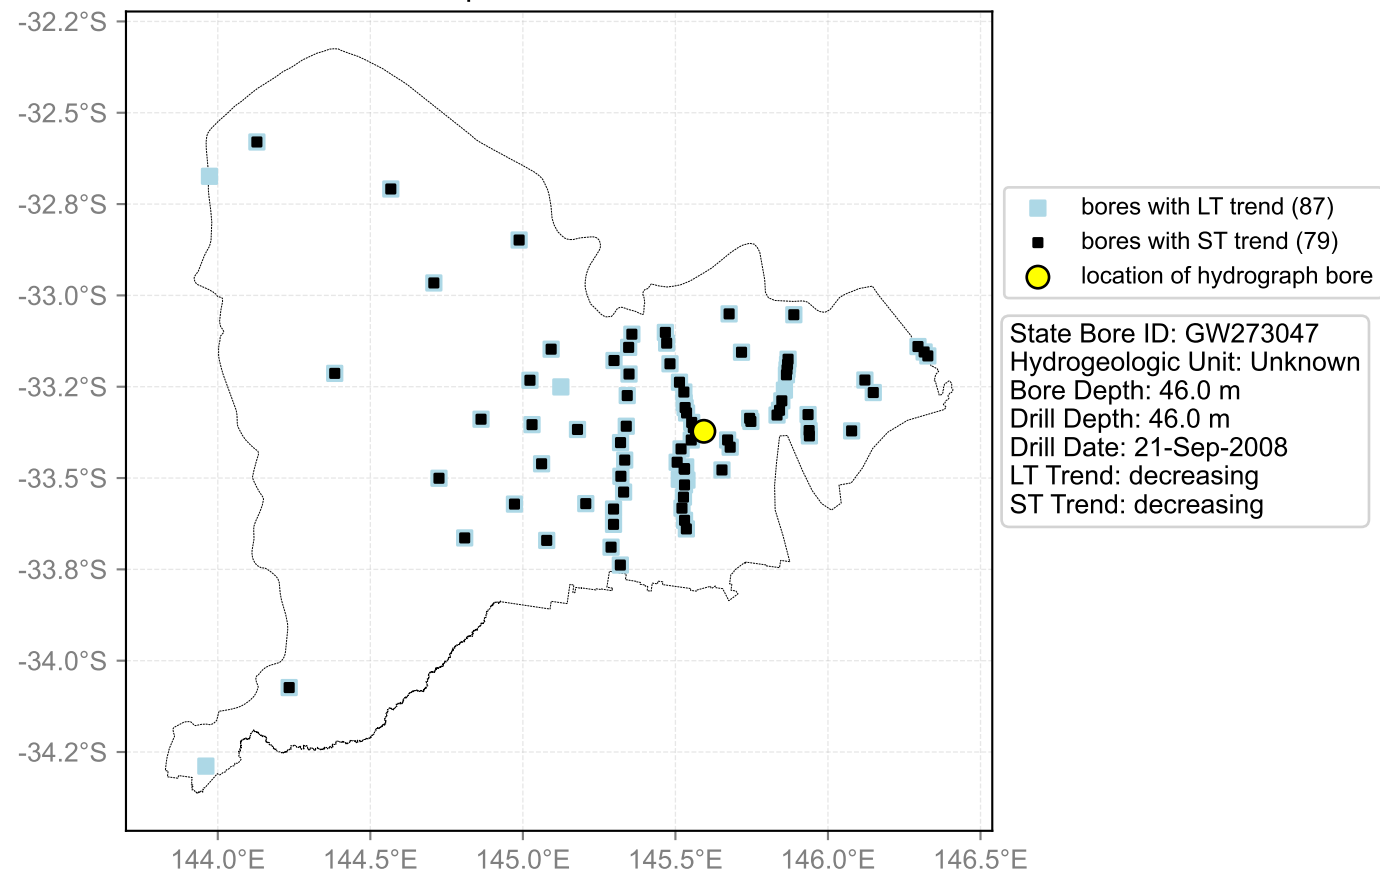 -32.2°S
-32.5°S
-32.8°S
-33.0°S
-33.2°S
-33.5°S
-33.8°S
-34.0°S
-34.2°S
144.0°E
144.5°E
145.0°E
145.5°E
146.0°E
146.5°E
bores with LT trend (87)
bores with ST trend (79)
location of hydrograph bore
State Bore ID: GW273047
Hydrogeologic Unit: Unknown
Bore Depth: 46.0 m
Drill Depth: 46.0 m
Drill Date: 21-Sep-2008
LT Trend: decreasing
ST Trend: decreasing